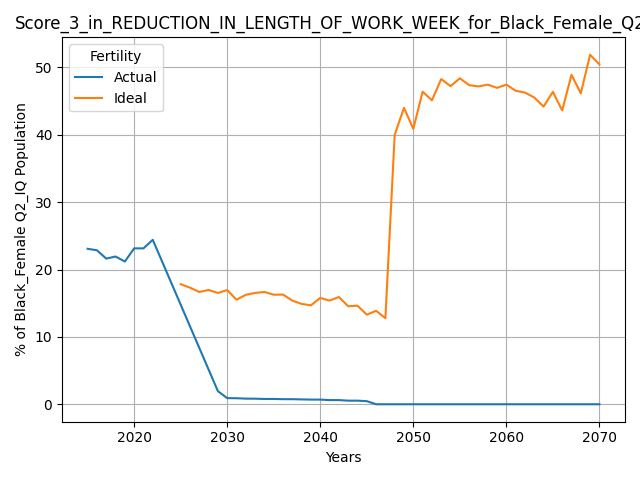 Score_3_in_REDUCTION_IN_LENGTH_OF_WORK_WEEK_for_Black_Female_Q2
Fertility
Actual
Ideal
% of Black_Female Q2_IQ Population
50
40
30
20
10
0
2020 2030 2040 2050 2060 2070
Years